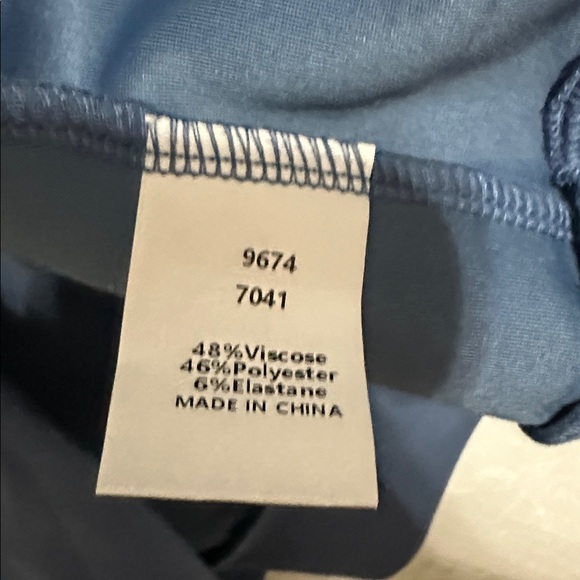 9674
7041
48%Viscose
46%Polyester
6%Elastane
MADE IN CHINA